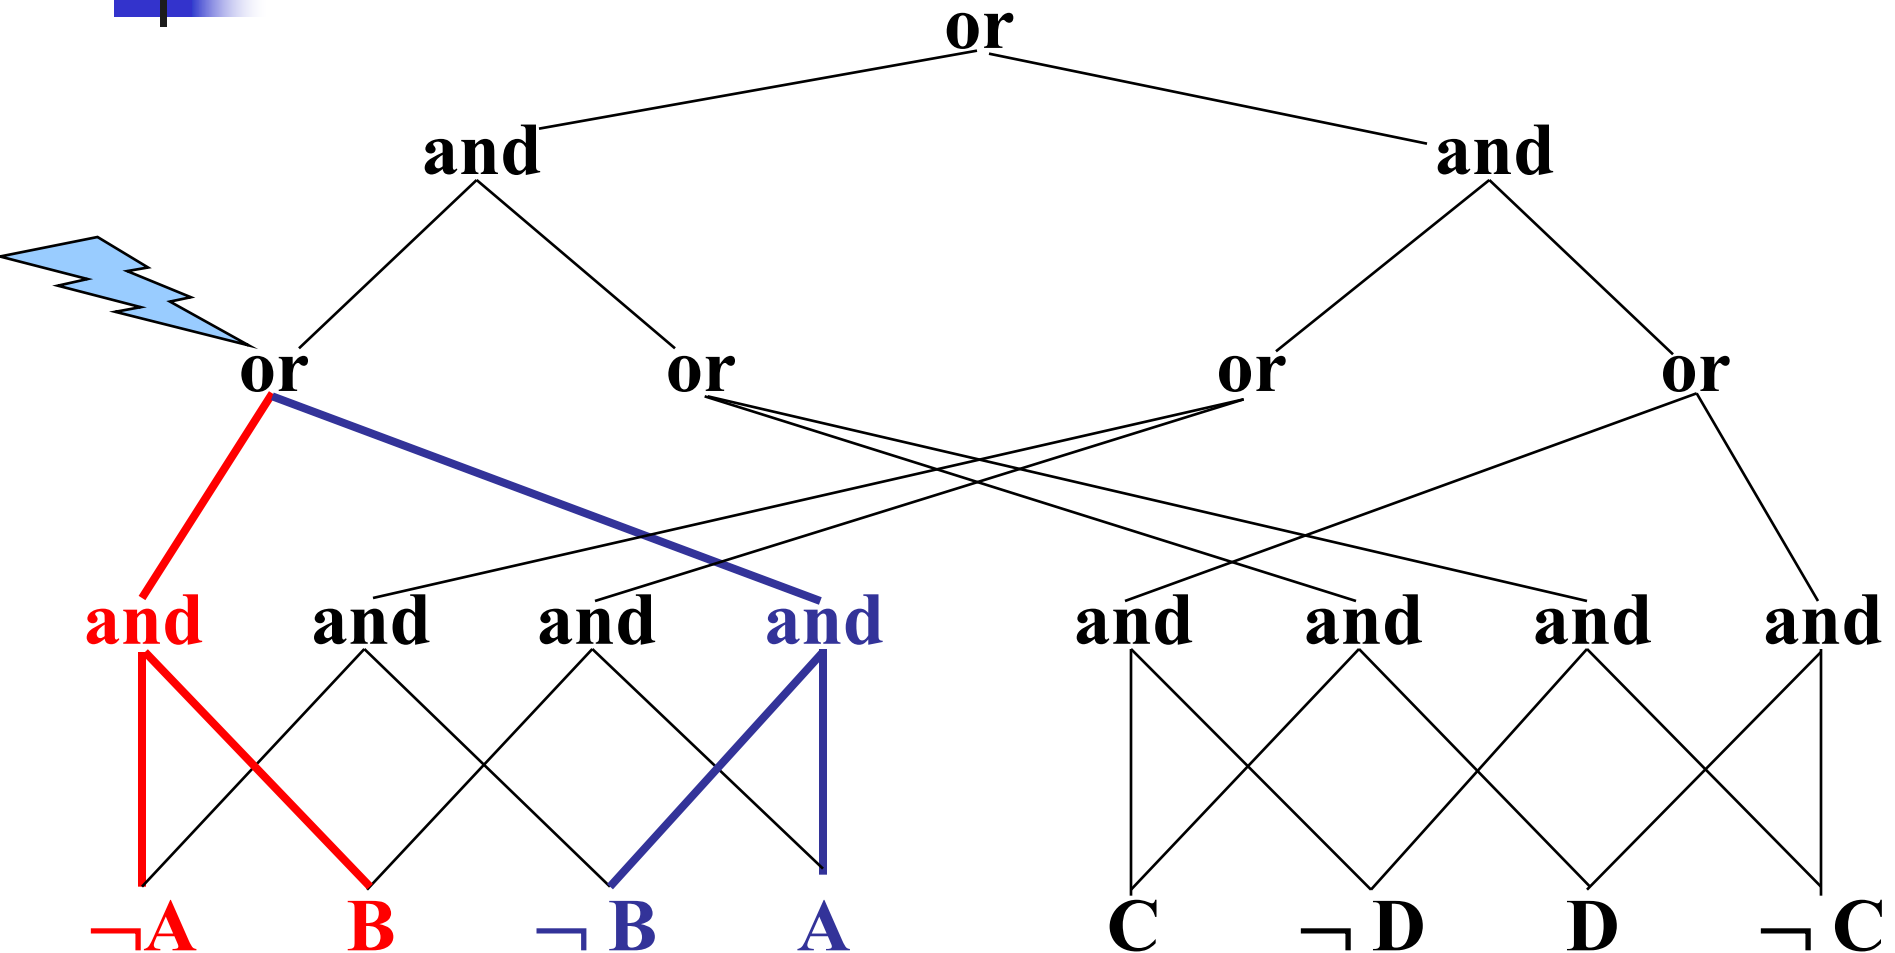 or
and and
or or or or
and and and and and and and and
¬A B ¬ B A C ¬ D D ¬ C